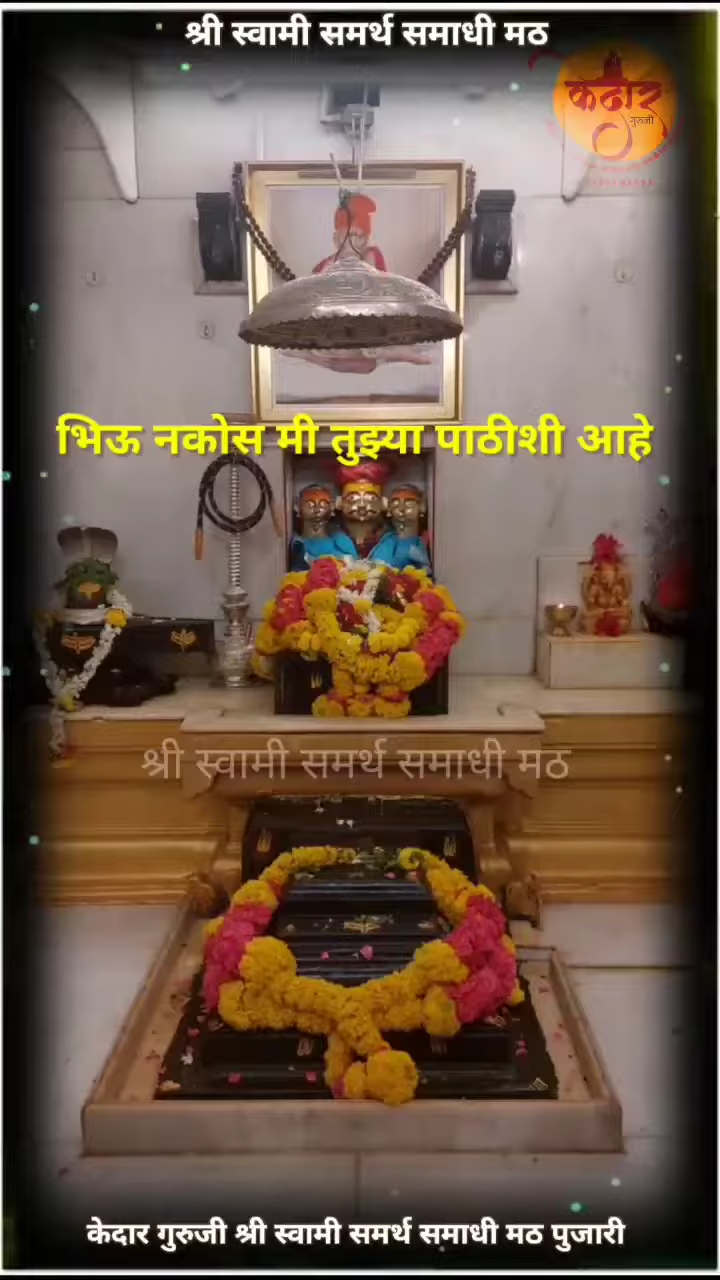 श्री स्वामी समर्थ समाधी मठ
केदार
गुरुजी
भिऊ नकोस मी तुझ्या पाठीशी आहे
श्री स्वामी समर्थ समाधी मठ
केदार गुरुजी श्री स्वामी समर्थ समाधी मठ पुजारी